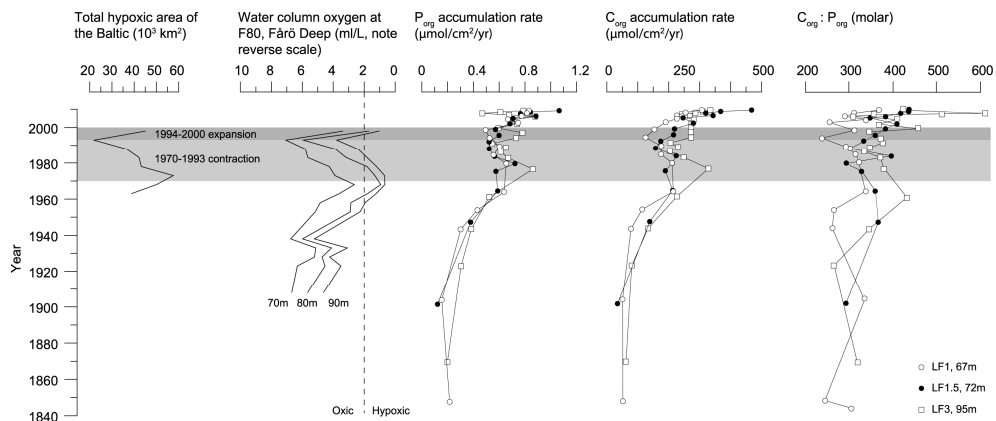 Total hypoxic area of
the Baltic (10³ km²)
Water column oxygen at
F80, Fårö Deep (ml/L, note
reverse scale)
P_org accumulation rate
(μmol/cm²/yr)
C_org accumulation rate
(μmol/cm²/yr)
C_org : P_org (molar)
20 30 40 50 60
10 8 6 4 2 0
0 0.4 0.8 1.2
0 250 500
200 300 400 500 600
2000
1980
1960
1940
1920
1900
1880
1860
1840
Year
1994-2000 expansion
1970-1993 contraction
70m 80m 90m
Oxic Hypoxic
LF1, 67m
LF1.5, 72m
LF3, 95m